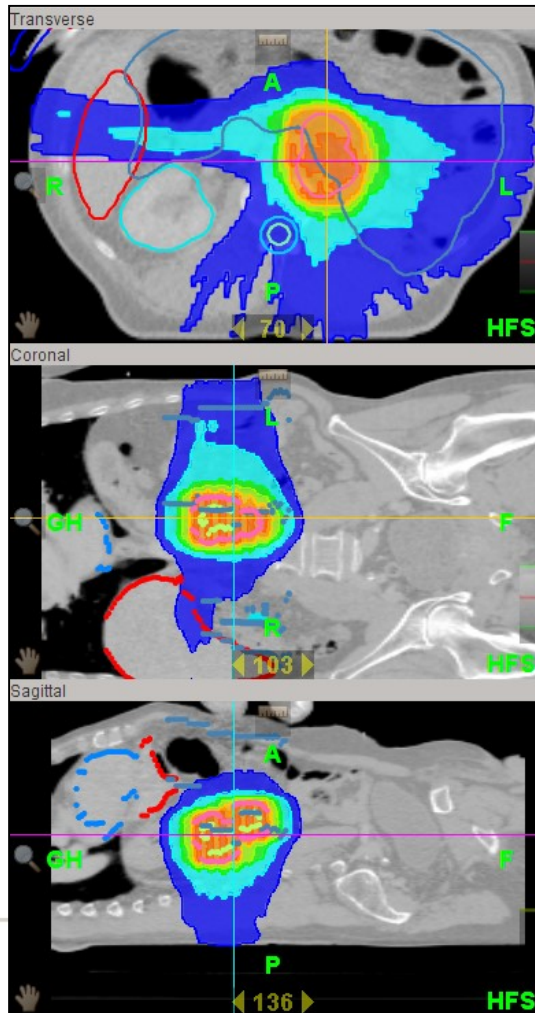 Transverse
A
R
L
P
70
HFS
Coronal
L
GH
F
R
103
HFS
Sagittal
A
GH
F
P
136
HFS